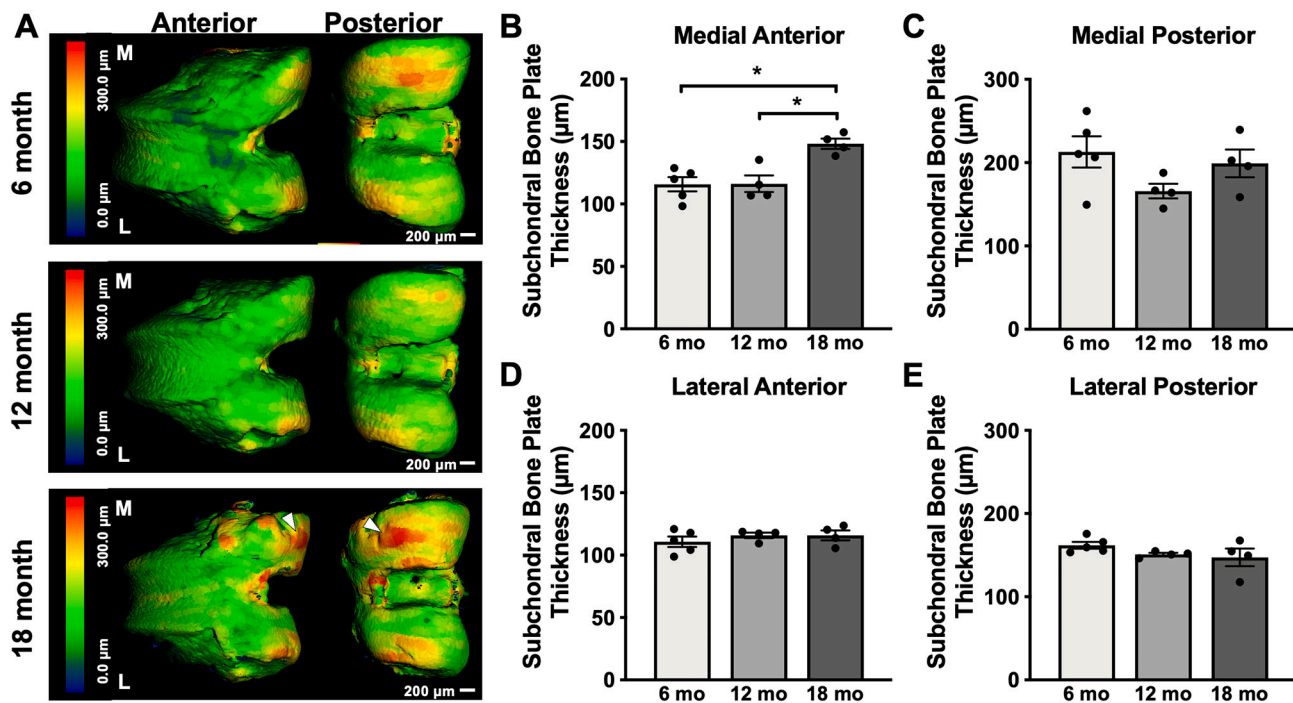 A
Anterior
Posterior
6 month
300.0 µm
0.0 µm
M
L
200 µm
12 month
300.0 µm
0.0 µm
M
L
200 µm
18 month
300.0 µm
0.0 µm
M
L
200 µm
B
Medial Anterior
Subchondral Bone Plate
Thickness (µm)
200
150
100
50
0
*
*
6 mo
12 mo
18 mo
C
Medial Posterior
Subchondral Bone Plate
Thickness (µm)
300
200
100
0
6 mo
12 mo
18 mo
D
Lateral Anterior
Subchondral Bone Plate
Thickness (µm)
200
150
100
50
0
6 mo
12 mo
18 mo
E
Lateral Posterior
Subchondral Bone Plate
Thickness (µm)
300
200
100
0
6 mo
12 mo
18 mo